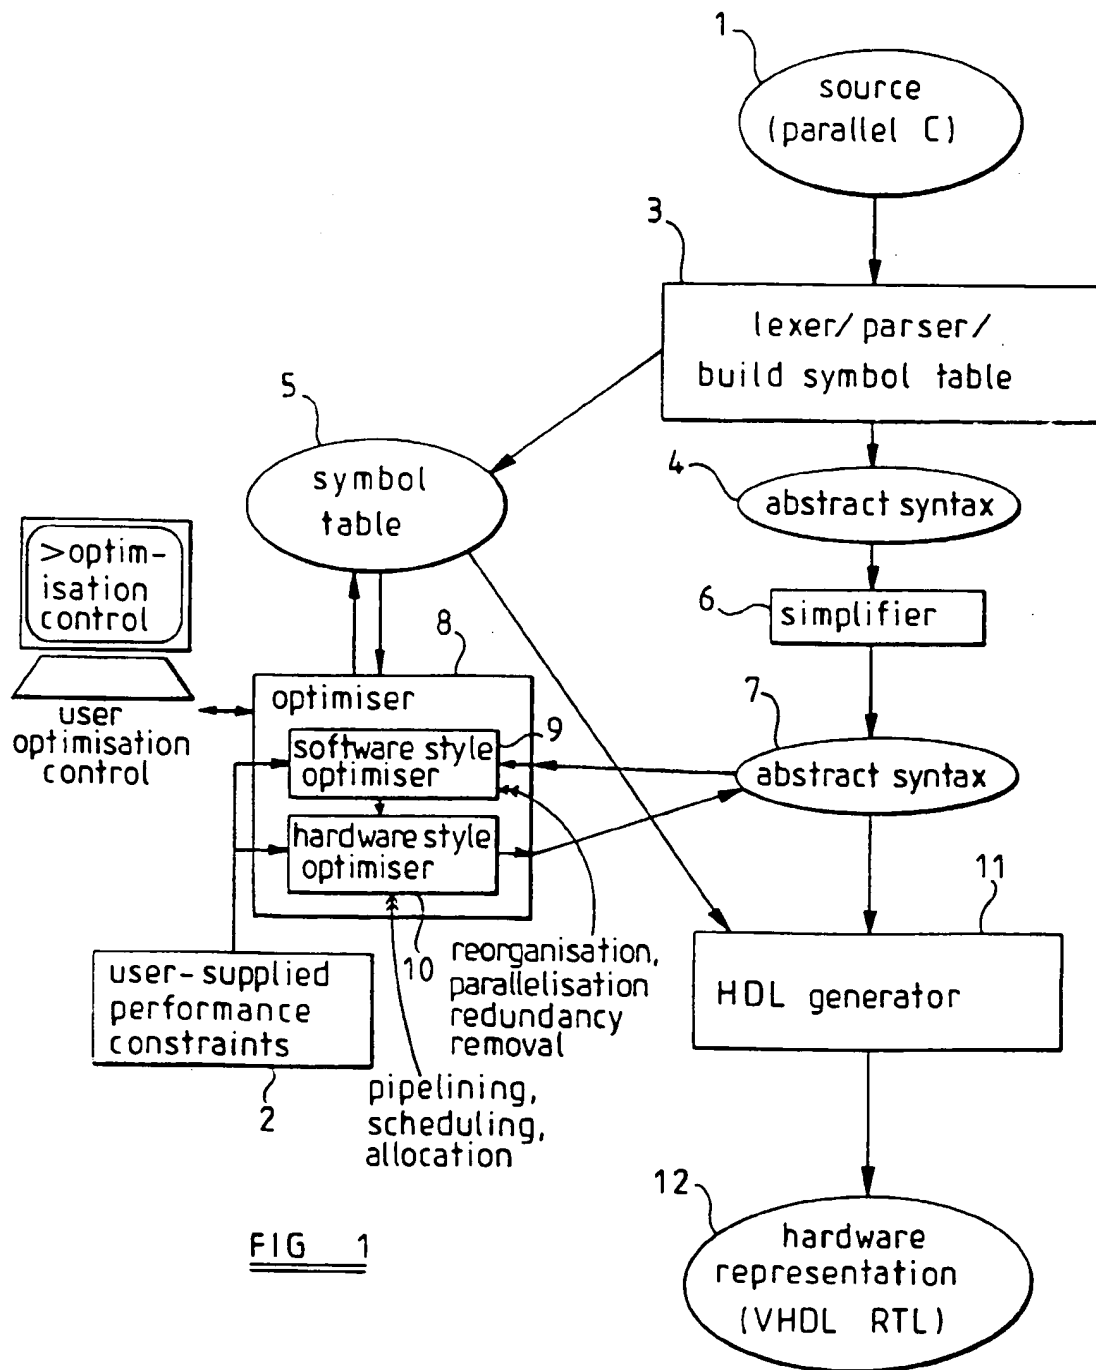 1
source
(parallel C)
3
lexer/parser/
build symbol table
5
symbol
table
4
abstract syntax
>optim-
isation
control
6
simplifier
8
optimiser
user
optimisation
control
9
software style
optimiser
7
abstract syntax
hardware style
optimiser
11
10
reorganisation,
parallelisation
redundancy
removal
HDL generator
user-supplied
performance
constraints
2
pipelining,
scheduling,
allocation
12
hardware
representation
(VHDL RTL)
FIG 1